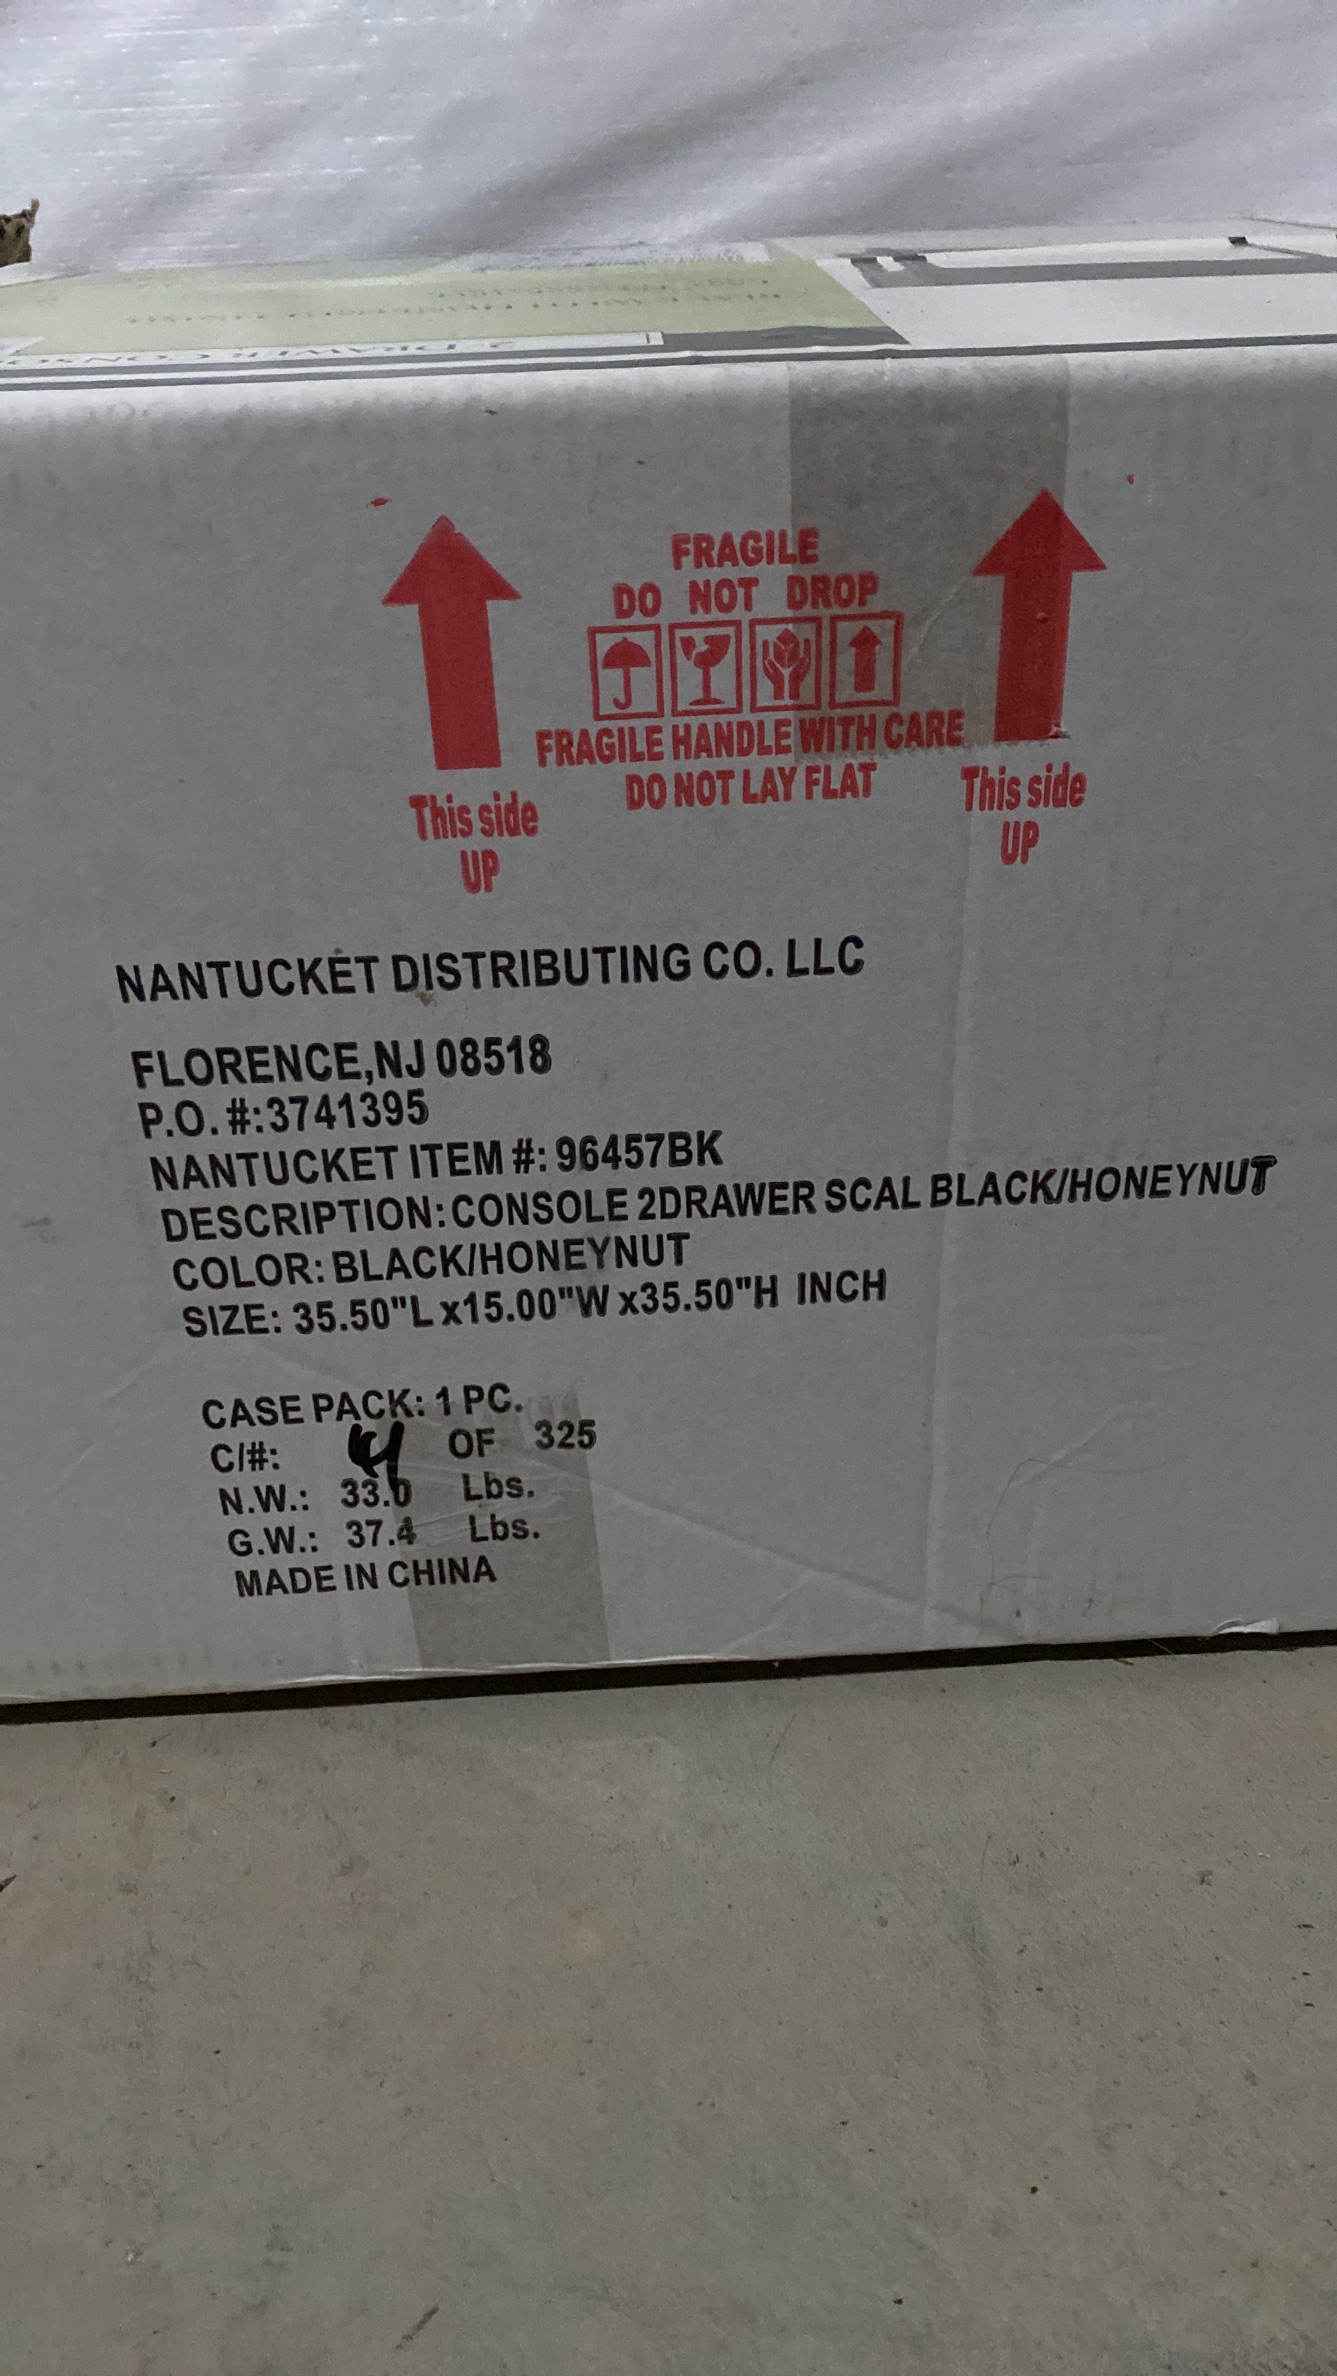 2-DRAWER CONSO
FRAGILE
DO NOT DROP
FRAGILE HANDLE WITH CARE
DO NOT LAY FLAT
This side
UP
This side
UP
NANTUCKET DISTRIBUTING CO. LLC
FLORENCE,NJ 08518
P.O. #:3741395
NANTUCKET ITEM #: 96457BK
DESCRIPTION:CONSOLE 2DRAWER SCAL BLACK/HONEYNUT
COLOR: BLACK/HONEYNUT
SIZE: 35.50"L x15.00"W x35.50"H INCH
CASE PACK: 1 PC.
C/#: OF 325
N.W.: 33.0 Lbs.
G.W.: 37.4 Lbs.
MADE IN CHINA